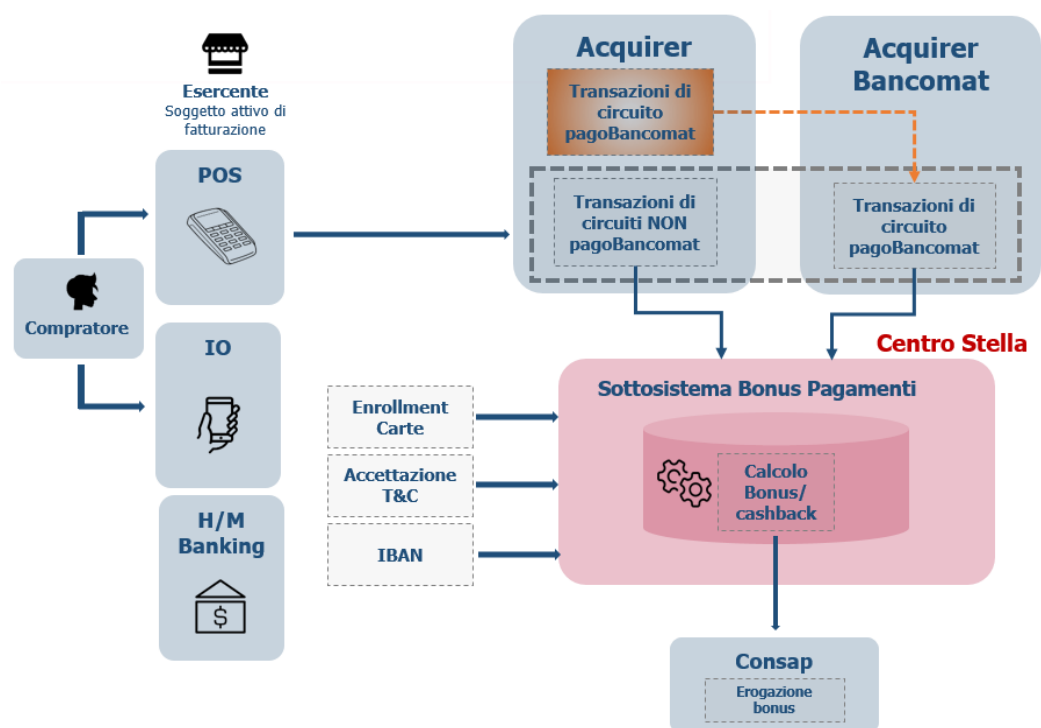 Esercente
Soggetto attivo di
fatturazione
POS
Compratore
IO
H/M
Banking
$
Acquirer
Transazioni di
circuito
pagoBancomat
Transazioni di
circuiti NON
pagoBancomat
Acquirer
Bancomat
Transazioni di
circuito
pagoBancomat
Centro Stella
Sottosistema Bonus Pagamenti
Enrollment
Carte
Accettazione
T&C
IBAN
Calcolo
Bonus/
cashback
Consap
Erogazione
bonus